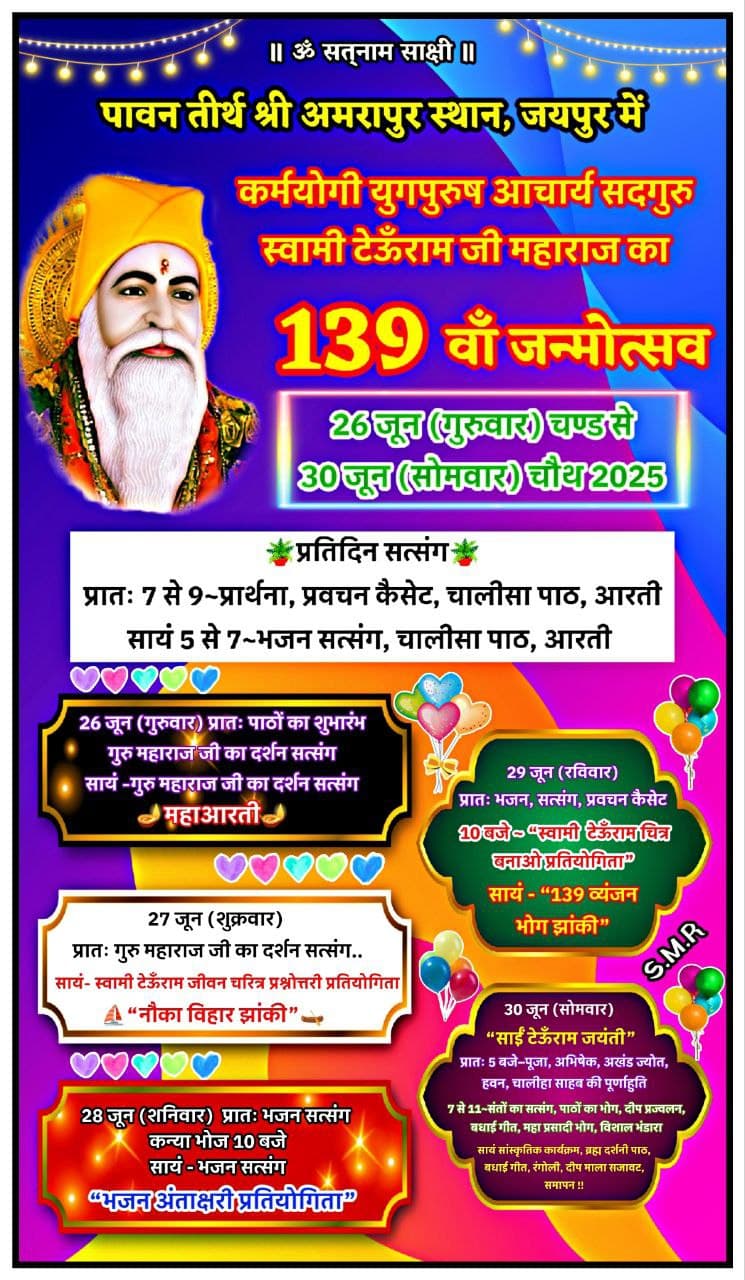 ॥ ॐ सत्‌नाम साक्षी ॥
पावन तीर्थ श्री अमरापुर स्थान, जयपुर में
कर्मयोगी युगपुरुष आचार्य सदगुरु
स्वामी टेऊँराम जी महाराज का
139 वाँ जन्मोत्सव
26 जून (गुरुवार) चण्ड से
30 जून (सोमवार) चौथ 2025
प्रतिदिन सत्संग
प्रातः 7 से 9~प्रार्थना, प्रवचन कैसेट, चालीसा पाठ, आरती
सायं 5 से 7~भजन सत्संग, चालीसा पाठ, आरती
26 जून (गुरुवार) प्रातः पाठों का शुभारंभ
गुरु महाराज जी का दर्शन सत्संग
सायं -गुरु महाराज जी का दर्शन सत्संग
महाआरती
27 जून (शुक्रवार)
प्रातः गुरु महाराज जी का दर्शन सत्संग..
सायं- स्वामी टेऊँराम जीवन चरित्र प्रश्नोत्तरी प्रतियोगिता
“नौका विहार झांकी”
28 जून (शनिवार) प्रातः भजन सत्संग
कन्या भोज 10 बजे
सायं - भजन सत्संग
“भजन अंताक्षरी प्रतियोगिता”
29 जून (रविवार)
प्रातः भजन, सत्संग, प्रवचन कैसेट
10 बजे ~ “स्वामी टेऊँराम चित्र
बनाओ प्रतियोगिता”
सायं - “139 व्यंजन
भोग झांकी”
S.M.R
30 जून (सोमवार)
“साईं टेऊँराम जयंती”
प्रातः 5 बजे–पूजा, अभिषेक, अखंड ज्योत,
हवन, चालीहा साहब की पूर्णाहुति
7 से 11~संतों का सत्संग, पाठों का भोग, दीप प्रज्वलन,
बधाई गीत, महा प्रसादी भोग, विशाल भंडारा
सायं सांस्कृतिक कार्यक्रम, ब्रह्म दर्शनी पाठ,
बधाई गीत, रंगोली, दीप माला सजावट,
समापन !!